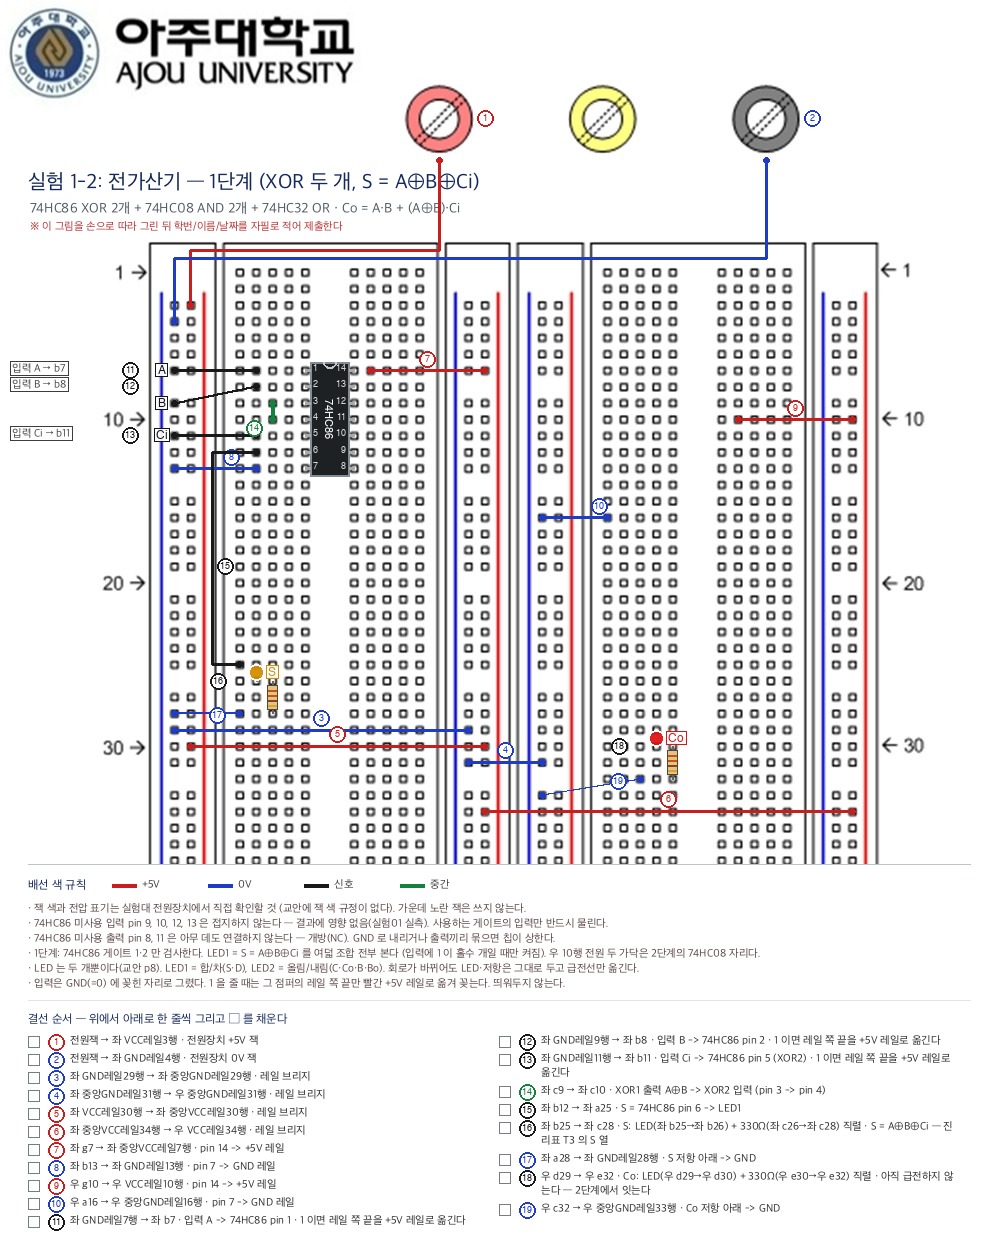 아주대학교
AJOU UNIVERSITY
아주대학교
AJOU UNIVERSITY
1973
1
2
실험 1-2: 전가산기 — 1단계 (XOR 두 개, S = A⊕B⊕Ci)
74HC86 XOR 2개 + 74HC08 AND 2개 + 74HC32 OR · Co = A·B + (A⊕B)·Ci
※ 이 그림을 손으로 따라 그린 뒤 학번/이름/날짜를 자필로 적어 제출한다
1 →
← 1
7
입력 A → b7
11
A
1
14
입력 B → b8
12
2
13
B
3
12
9
10 →
4
11
← 10
입력 Ci → b11
13
Ci
14
5
10
8
6
9
7
8
74HC86
10
15
20 →
← 20
S
16
17
3
5
30 →
4
18
Co
← 30
19
6
배선 색 규칙
+5V
0V
신호
중간
· 잭 색과 전압 표기는 실험대 전원장치에서 직접 확인할 것 (교안에 잭 색 규정이 없다). 가운데 노란 잭은 쓰지 않는다.
· 74HC86 미사용 입력 pin 9, 10, 12, 13 은 접지하지 않는다 — 결과에 영향 없음(실험01 실측). 사용하는 게이트의 입력만 반드시 물린다.
· 74HC86 미사용 출력 pin 8, 11 은 아무 데도 연결하지 않는다 — 개방(NC). GND 로 내리거나 출력끼리 묶으면 칩이 상한다.
· 1단계: 74HC86 게이트 1·2 만 검사한다. LED1 = S = A⊕B⊕Ci 를 여덟 조합 전부 본다 (입력에 1이 홀수 개일 때만 켜짐). 우 10행 전원 두 가닥은 2단계의 74HC08 자리다.
· LED 는 두 개뿐이다(교안 p8). LED1 = 합/차(S·D), LED2 = 올림/내림(C·Co·B·Bo). 회로가 바뀌어도 LED·저항은 그대로 두고 급전선만 옮긴다.
· 입력은 GND(=0) 에 꽂힌 자리로 그렸다. 1 을 줄 때는 그 점퍼의 레일 쪽 끝만 빨간 +5V 레일로 옮겨 꽂는다. 띄워두지 않는다.
결선 순서 — 위에서 아래로 한 줄씩 그리고 □ 를 채운다
1 전원잭 → 좌 VCC레일3행 · 전원장치 +5V 잭
2 전원잭 → 좌 GND레일4행 · 전원장치 0V 잭
3 좌 GND레일29행 → 좌 중앙GND레일29행 · 레일 브리지
4 좌 중앙GND레일31행 → 우 중앙GND레일31행 · 레일 브리지
5 좌 VCC레일30행 → 좌 중앙VCC레일30행 · 레일 브리지
6 좌 중앙VCC레일34행 → 우 VCC레일34행 · 레일 브리지
7 좌 g7 → 좌 중앙VCC레일7행 · pin 14 -> +5V 레일
8 좌 b13 → 좌 GND레일13행 · pin 7 -> GND 레일
9 우 g10 → 우 VCC레일10행 · pin 14 -> +5V 레일
10 우 a16 → 우 중앙GND레일16행 · pin 7 -> GND 레일
11 좌 GND레일7행 → 좌 b7 · 입력 A -> 74HC86 pin 1 · 1 이면 레일 쪽 끝을 +5V 레일로 옮긴다
12 좌 GND레일9행 → 좌 b8 · 입력 B -> 74HC86 pin 2 · 1 이면 레일 쪽 끝을 +5V 레일로 옮긴다
13 좌 GND레일11행 → 좌 b11 · 입력 Ci -> 74HC86 pin 5 (XOR2) · 1 이면 레일 쪽 끝을 +5V 레일로
옮긴다
14 좌 c9 → 좌 c10 · XOR1 출력 A⊕B -> XOR2 입력 (pin 3 -> pin 4)
15 좌 b12 → 좌 a25 · S = 74HC86 pin 6 -> LED1
16 좌 b25 → 좌 c28 · S: LED(좌 b25→좌 b26) + 330Ω(좌 c26→좌 c28) 직렬 · S = A⊕B⊕Ci — 진
리표 T3 의 S 열
17 좌 a28 → 좌 GND레일28행 · S 저항 아래 -> GND
18 우 d29 → 우 e32 · Co: LED(우 d29→우 d30) + 330Ω(우 e30→우 e32) 직렬 · 아직 급전하지 않
는다 — 2단계에서 잇는다
19 우 c32 → 우 중앙GND레일33행 · Co 저항 아래 -> GND